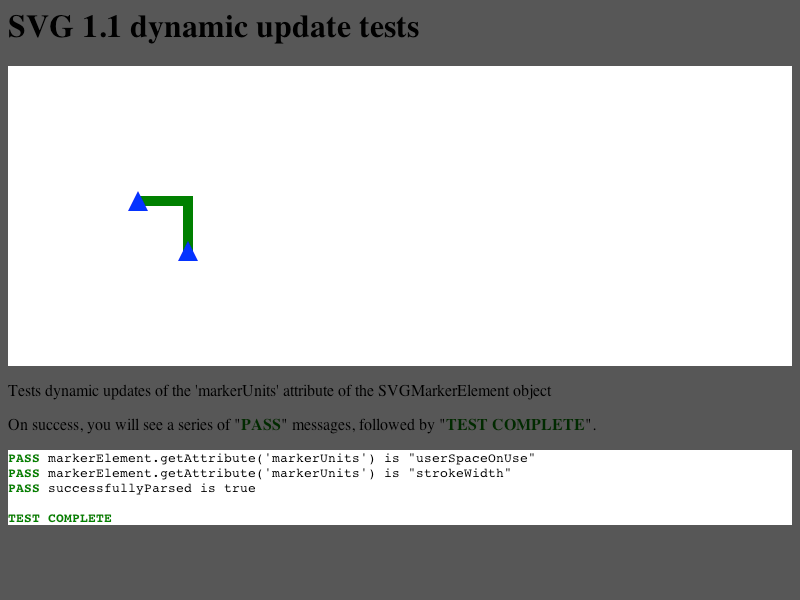 SVG 1.1 dynamic update tests
Tests dynamic updates of the 'markerUnits' attribute of the SVGMarkerElement object
On success, you will see a series of "PASS" messages, followed by "TEST COMPLETE".
PASS markerElement.getAttribute('markerUnits') is "userSpaceOnUse"
PASS markerElement.getAttribute('markerUnits') is "strokeWidth"
PASS successfullyParsed is true
TEST COMPLETE